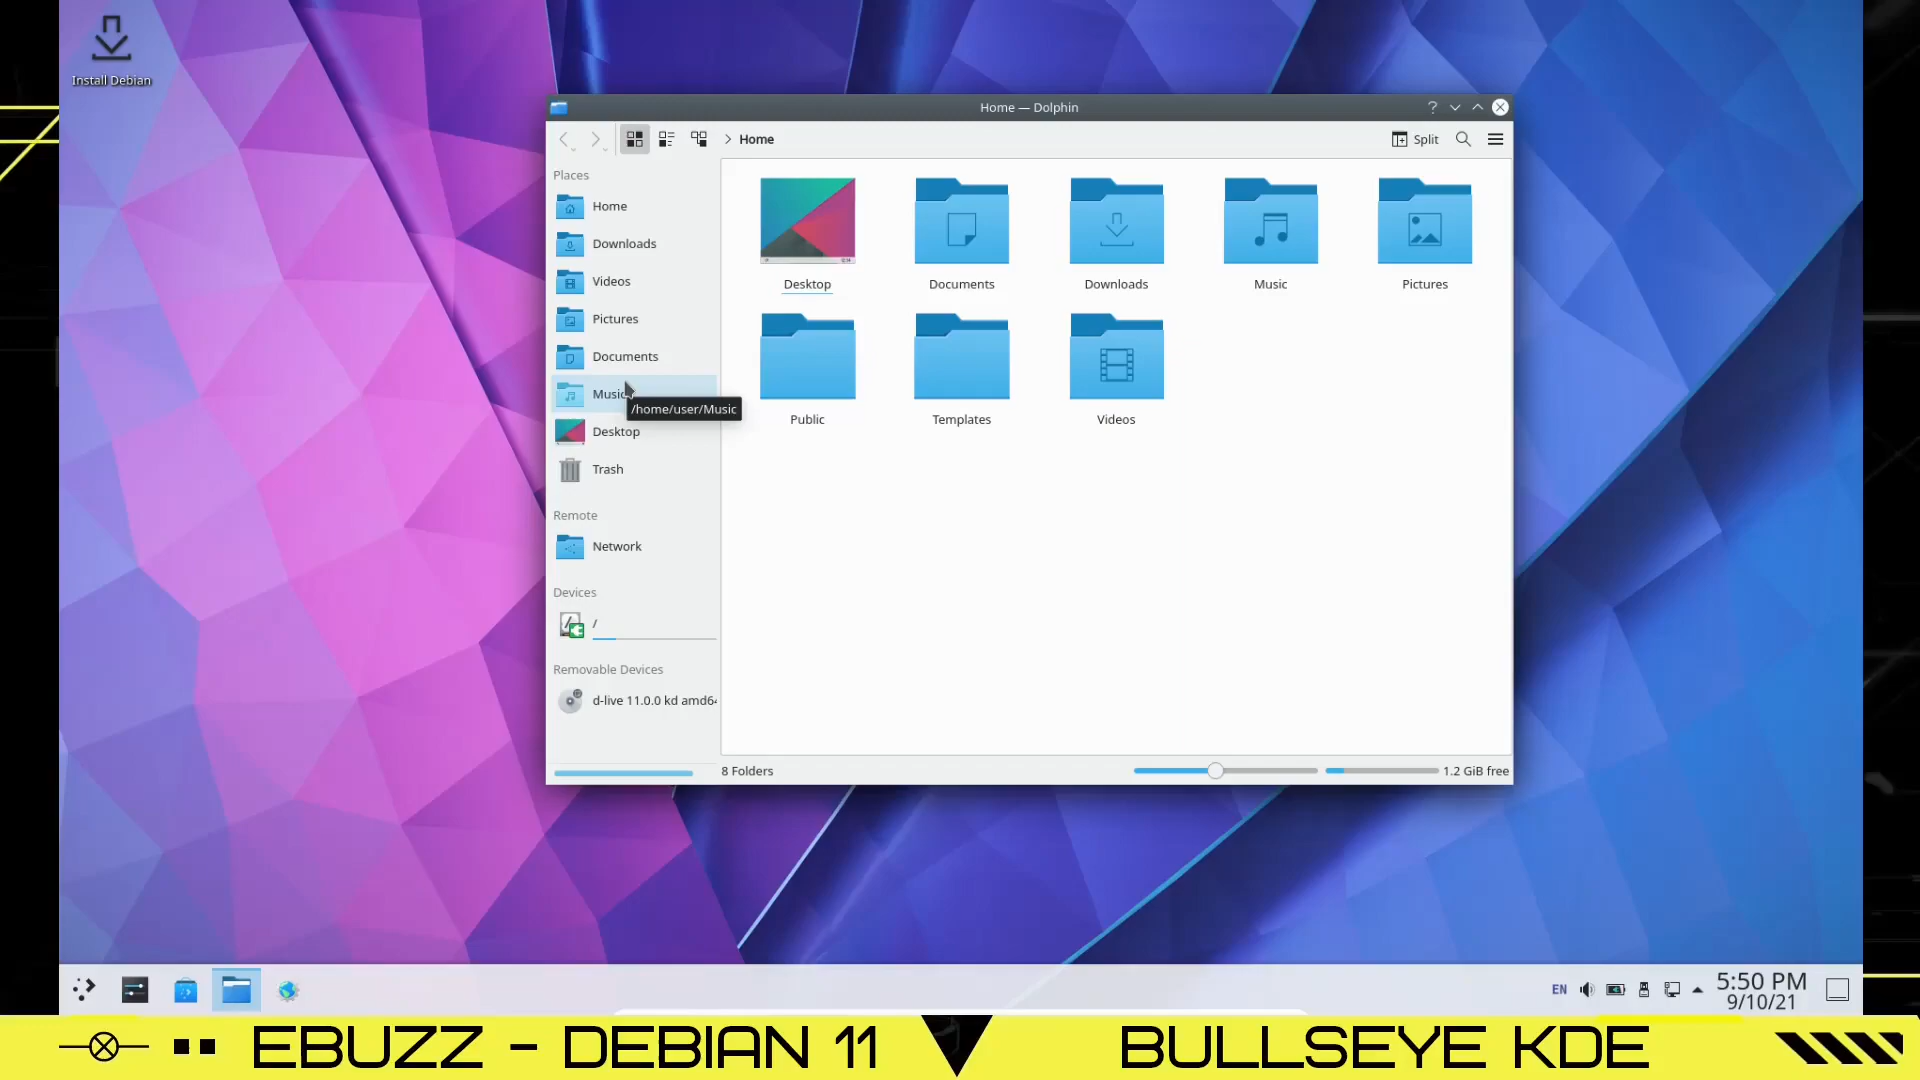 Install Debian
Home — Dolphin
Home
Split
Places
Home
Downloads
Videos
Pictures
Documents
Music
/home/user/Music
Desktop
Trash
Remote
Network
Devices
/
Removable Devices
d-live 11.0.0 kd amd64
Desktop
Documents
Downloads
Music
Pictures
Public
Templates
Videos
8 Folders
1.2 GiB free
EN
5:50 PM
9/10/21
EBUZZ - DEBIAN 11
BULLSEYE KDE